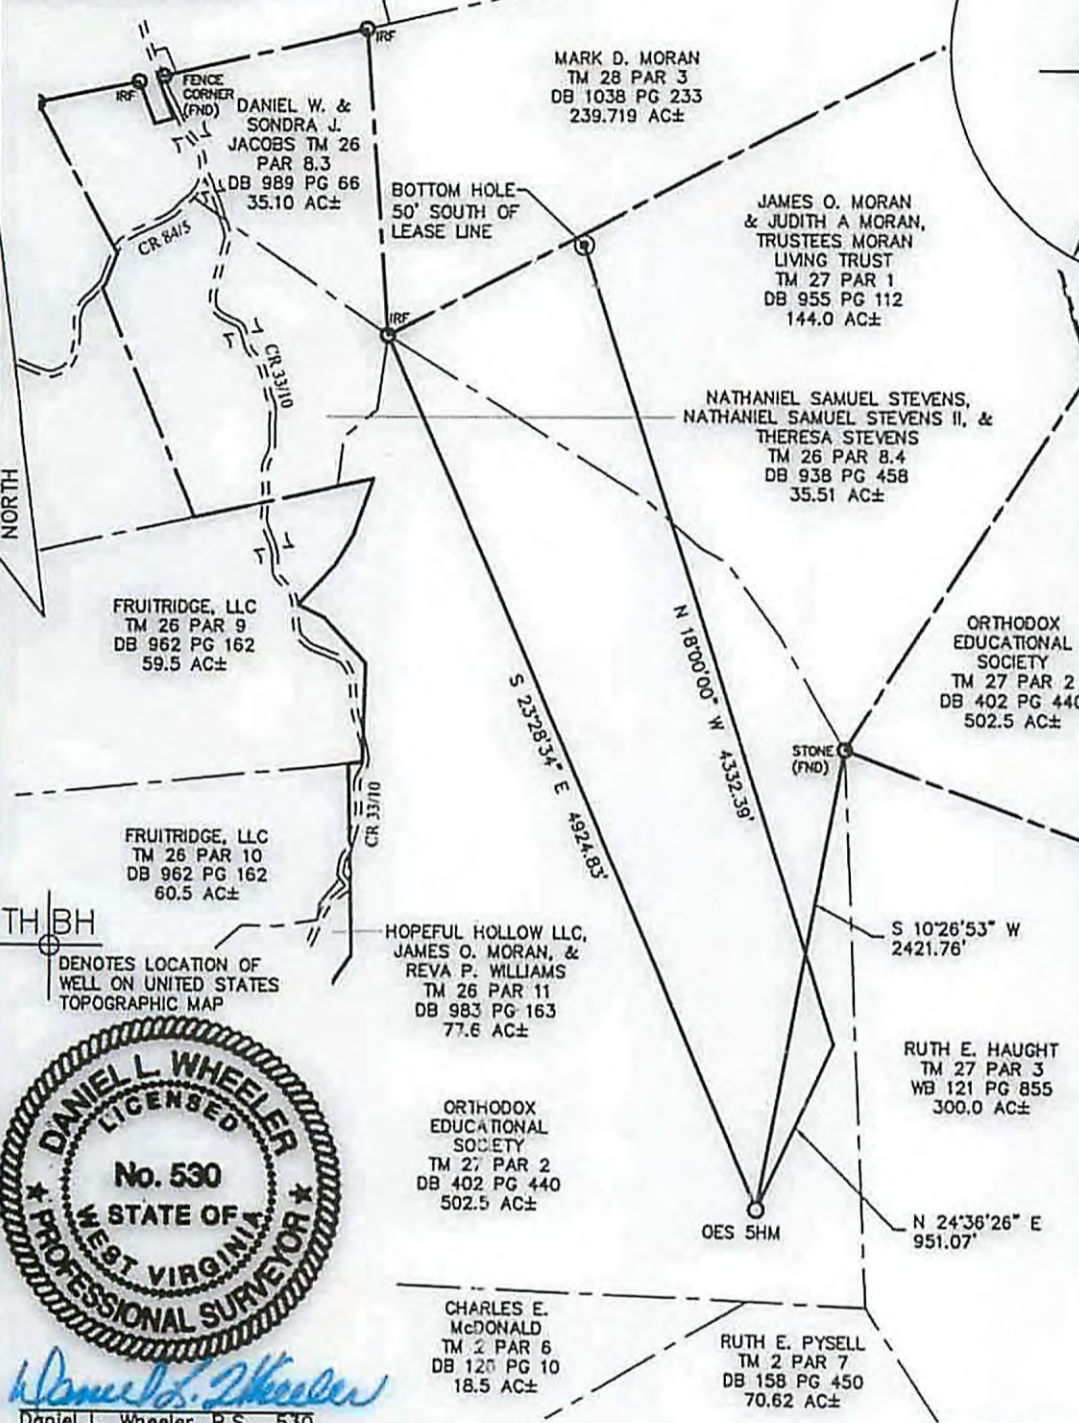 IRF
MARK D. MORAN
TM 28 PAR 3
DB 1038 PG 233
239.719 AC±
IRF
FENCE
CORNER
(FND)
DANIEL W. &
SONDRA J.
JACOBS TM 26
PAR 8.3
DB 989 PG 66
35.10 AC±
BOTTOM HOLE
50' SOUTH OF
LEASE LINE
JAMES O. MORAN
& JUDITH A MORAN,
TRUSTEES MORAN
LIVING TRUST
TM 27 PAR 1
DB 955 PG 112
144.0 AC±
CR 84/5
IRF
CR 33/10
NATHANIEL SAMUEL STEVENS,
NATHANIEL SAMUEL STEVENS II, &
THERESA STEVENS
TM 26 PAR 8.4
DB 938 PG 458
35.51 AC±
NORTH
FRUITRIDGE, LLC
TM 26 PAR 9
DB 962 PG 162
59.5 AC±
S 23°28'34" E 4924.83'
N 18°00'00" W 4332.39'
ORTHODOX
EDUCATIONAL
SOCIETY
TM 27 PAR 2
DB 402 PG 440
502.5 AC±
STONE
(FND)
CR 33/10
FRUITRIDGE, LLC
TM 26 PAR 10
DB 962 PG 162
60.5 AC±
TH BH
DENOTES LOCATION OF
WELL ON UNITED STATES
TOPOGRAPHIC MAP
HOPEFUL HOLLOW LLC,
JAMES O. MORAN, &
REVA P. WILLIAMS
TM 26 PAR 11
DB 983 PG 163
77.6 AC±
S 10°26'53" W
2421.76'
RUTH E. HAUGHT
TM 27 PAR 3
WB 121 PG 855
300.0 AC±
DANIEL L. WHEELER
LICENSED
No. 530
STATE OF
WEST VIRGINIA
PROFESSIONAL SURVEYOR
ORTHODOX
EDUCATIONAL
SOCIETY
TM 27 PAR 2
DB 402 PG 440
502.5 AC±
OES 5HM
N 24°36'26" E
951.07'
CHARLES E.
McDONALD
TM 2 PAR 6
DB 120 PG 10
18.5 AC±
RUTH E. PYSELL
TM 2 PAR 7
DB 158 PG 450
70.62 AC±
Daniel L. Wheeler
Daniel L. Wheeler P.S. 530